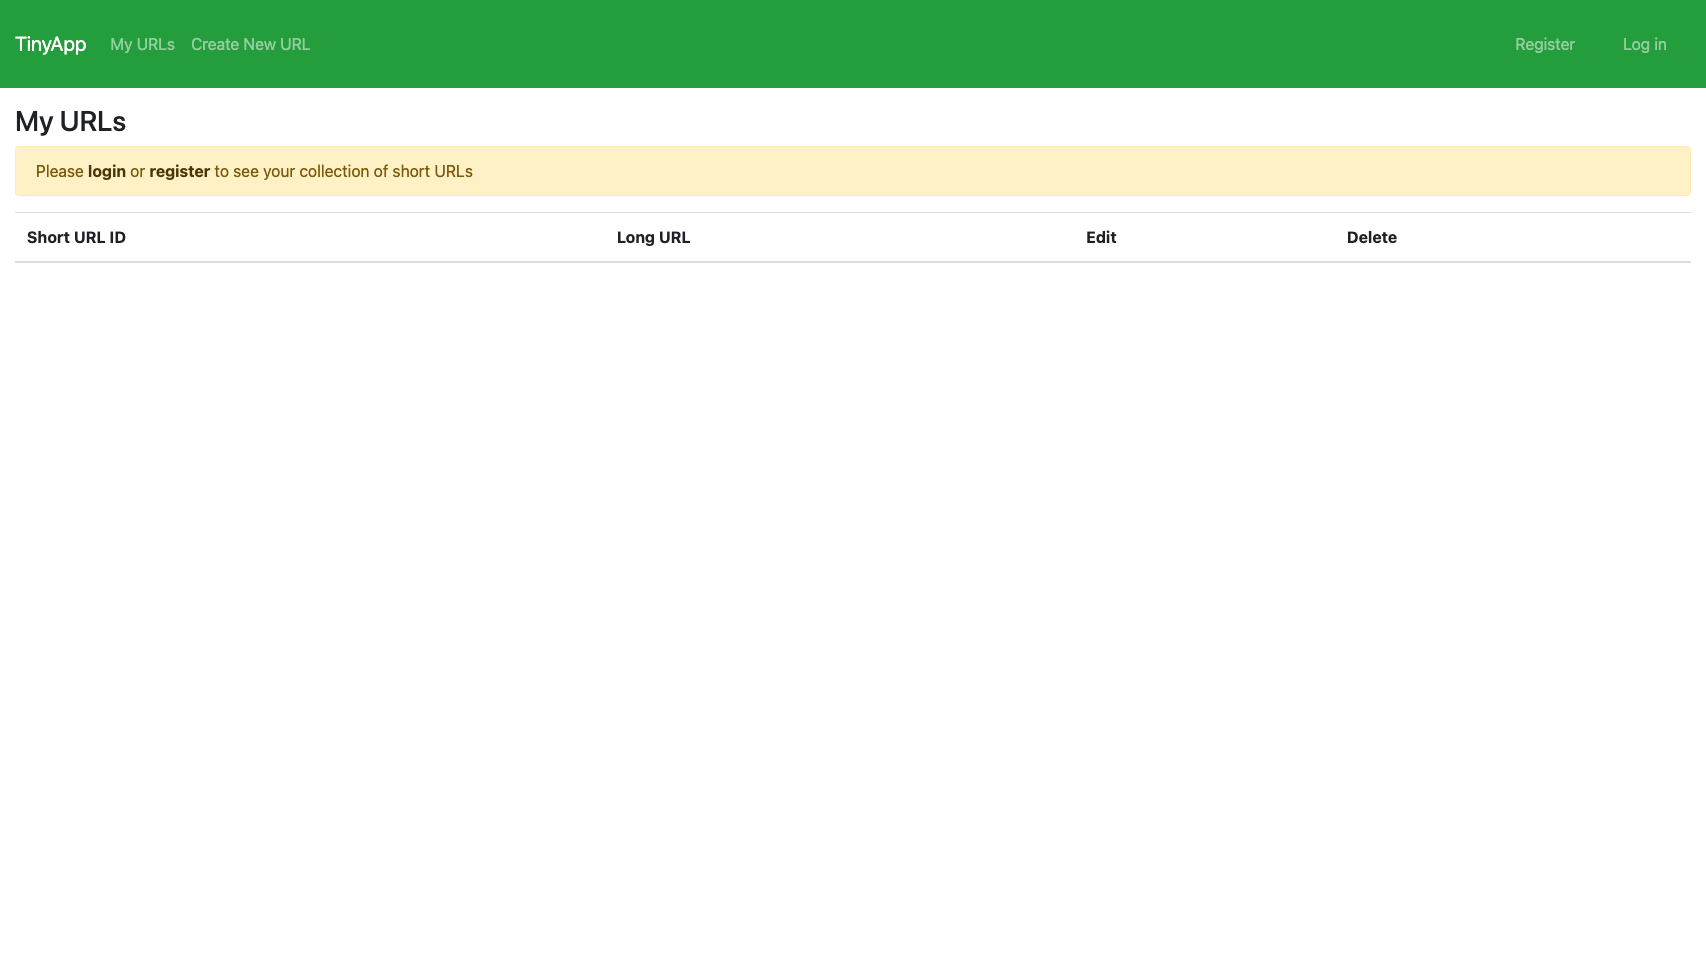 TinyApp My URLs Create New URL Register Log in
My URLs
Please login or register to see your collection of short URLs
Short URL ID Long URL Edit Delete